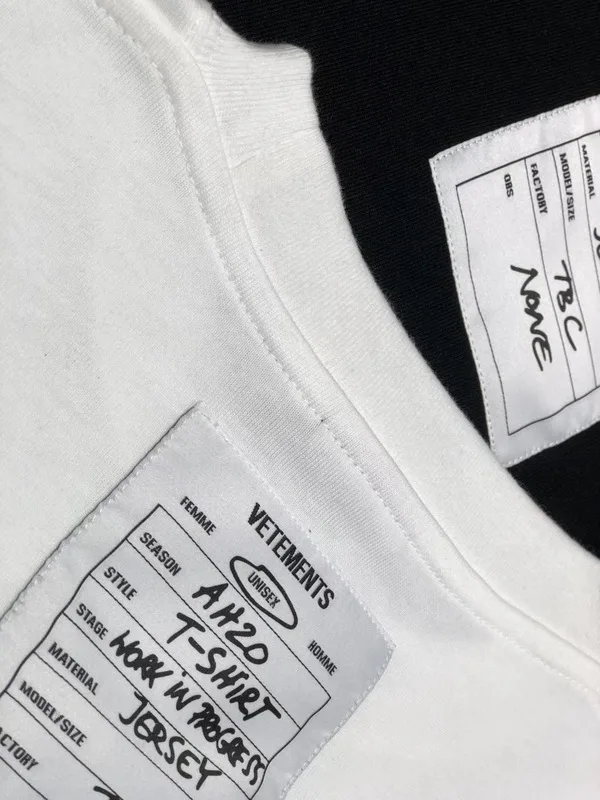 VETEMENTS
FEMME UNISEX HOMME
SEASON AH20
STYLE T-SHIRT
STAGE WORK IN PROGRESS
MATERIAL JERSEY
MODEL/SIZE
MATERIAL
MODEL/SIZE
FACTORY TBC
OBS NONE